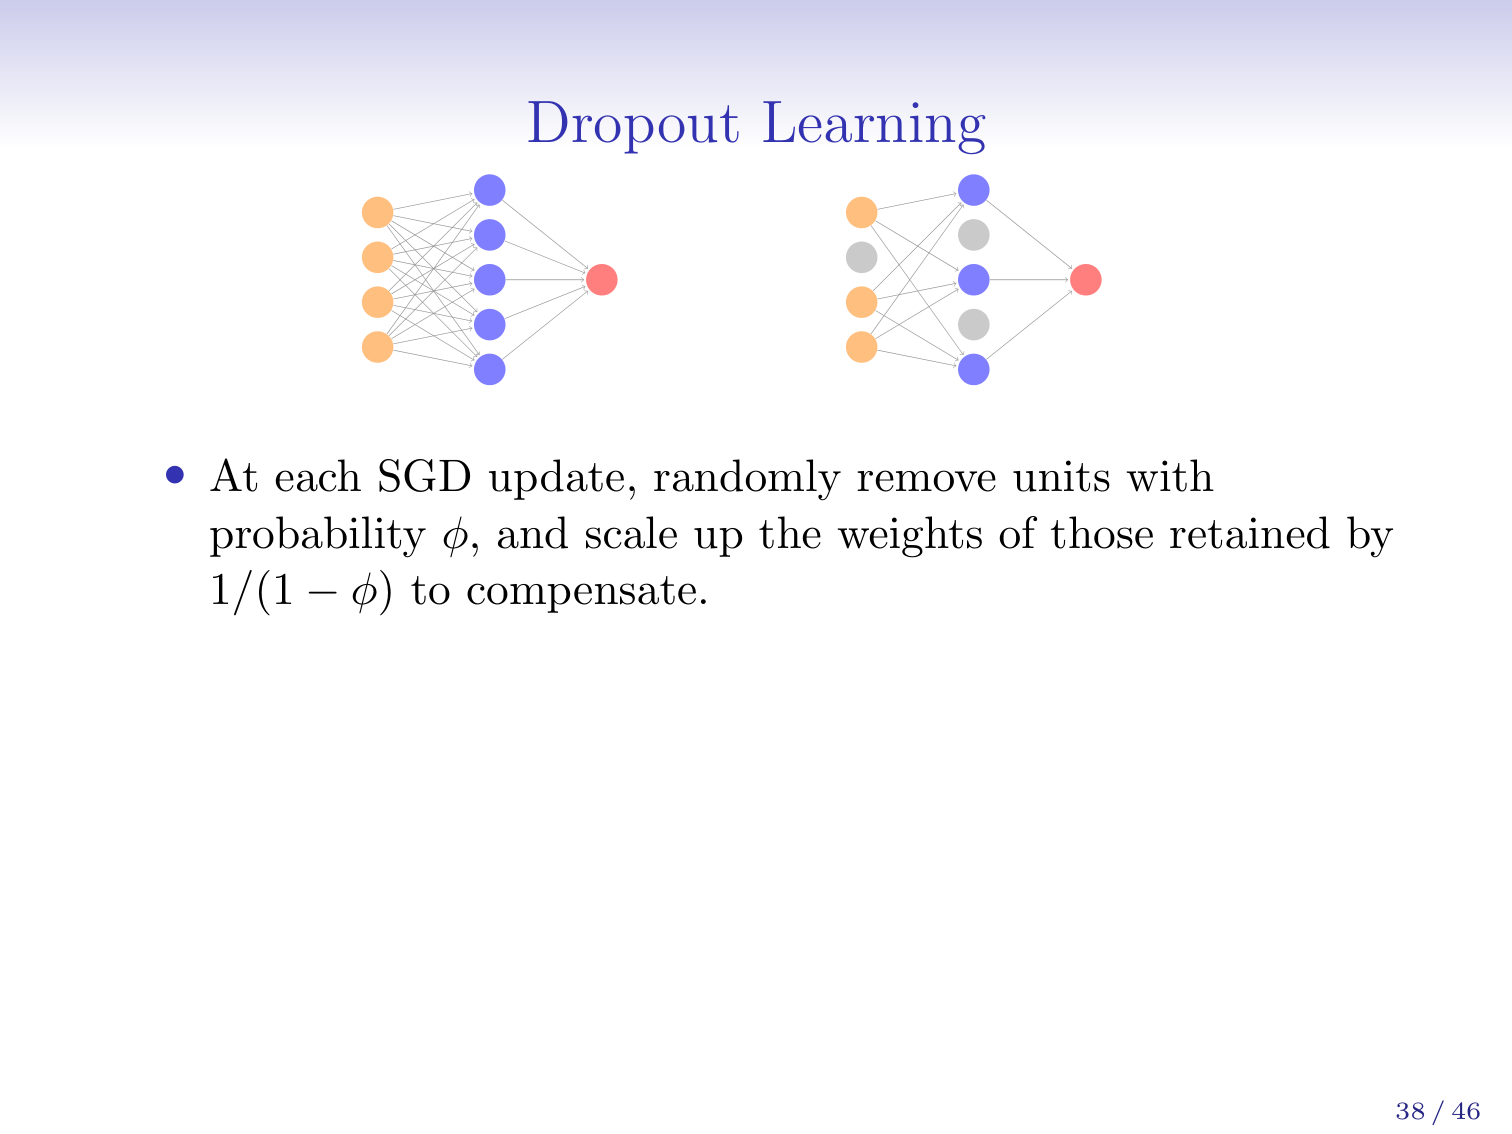 Dropout Learning
• At each SGD update, randomly remove units with
probability ϕ, and scale up the weights of those retained by
1/(1 − ϕ) to compensate.
38 / 46